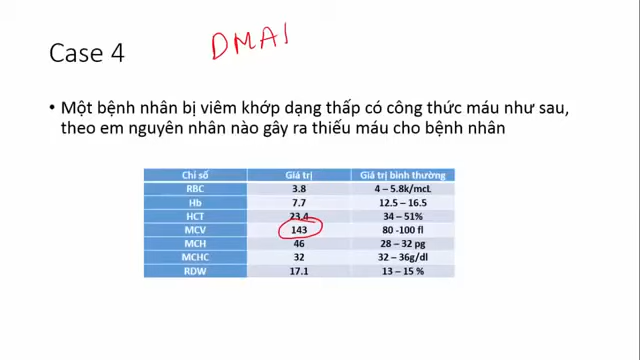 DMAI
Case 4
• Một bệnh nhân bị viêm khớp dạng thấp có công thức máu như sau,
theo em nguyên nhân nào gây ra thiếu máu cho bệnh nhân
Chỉ số Giá trị Giá trị bình thường
RBC 3.8 4 – 5.8k/mcL
Hb 7.7 12.5 - 16.5
HCT 23.4 34 – 51%
MCV 143 80 -100 fl
MCH 46 28 – 32 pg
MCHC 32 32 – 36g/dl
RDW 17.1 13 – 15 %